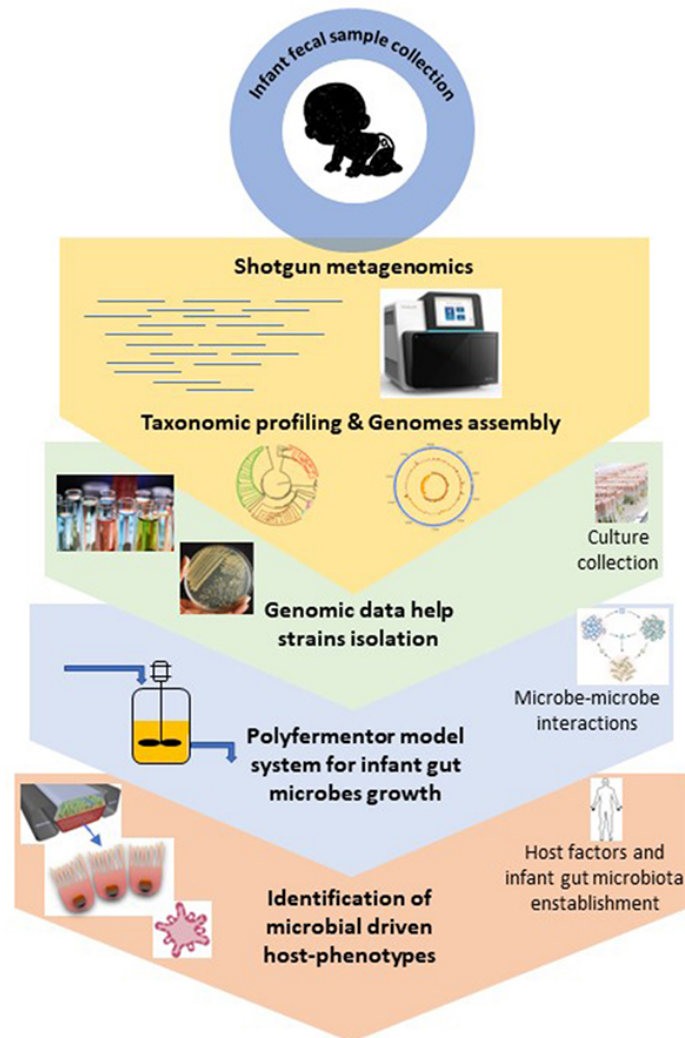 Infant fecal sample collection
Shotgun metagenomics
Taxonomic profiling & Genomes assembly
Culture
collection
Genomic data help
strains isolation
Microbe-microbe
interactions
Polyfermentor model
system for infant gut
microbes growth
Host factors and
infant gut microbiota
enstablishment
Identification of
microbial driven
host-phenotypes